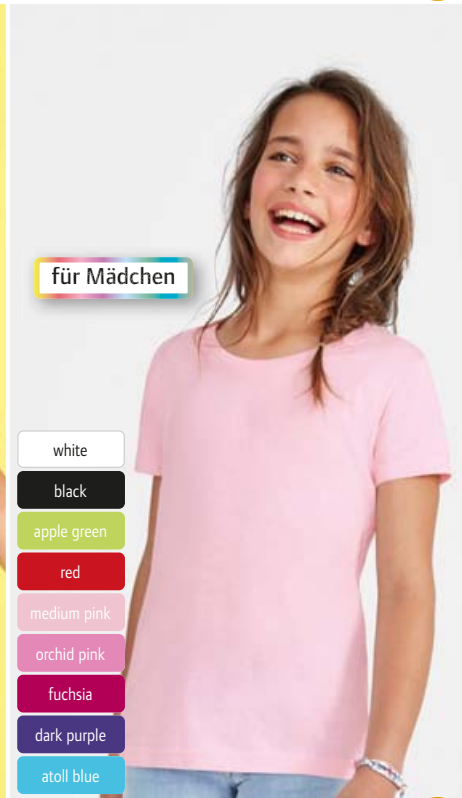 für Mädchen
white
black
apple green
red
medium pink
orchid pink
fuchsia
dark purple
atoll blue